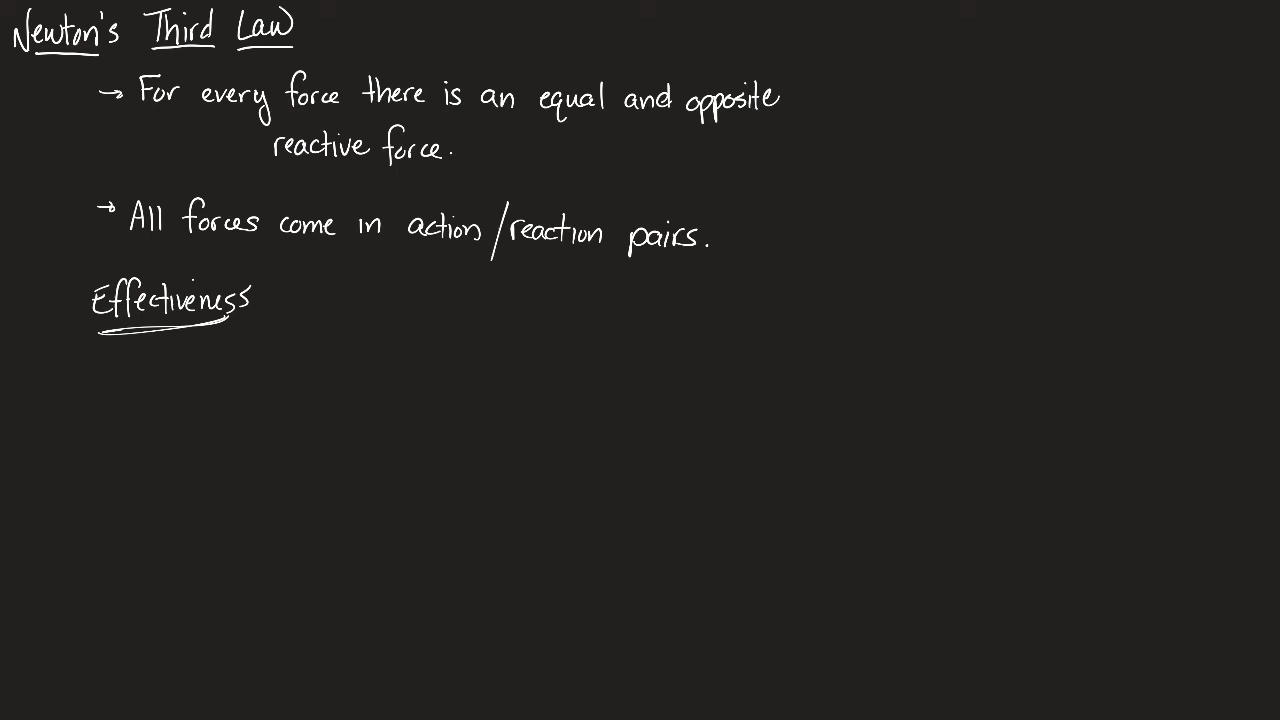 Newton's Third Law
→ For every force there is an equal and opposite
reactive force.
→ All forces come in action/reaction pairs.
Effectiveness